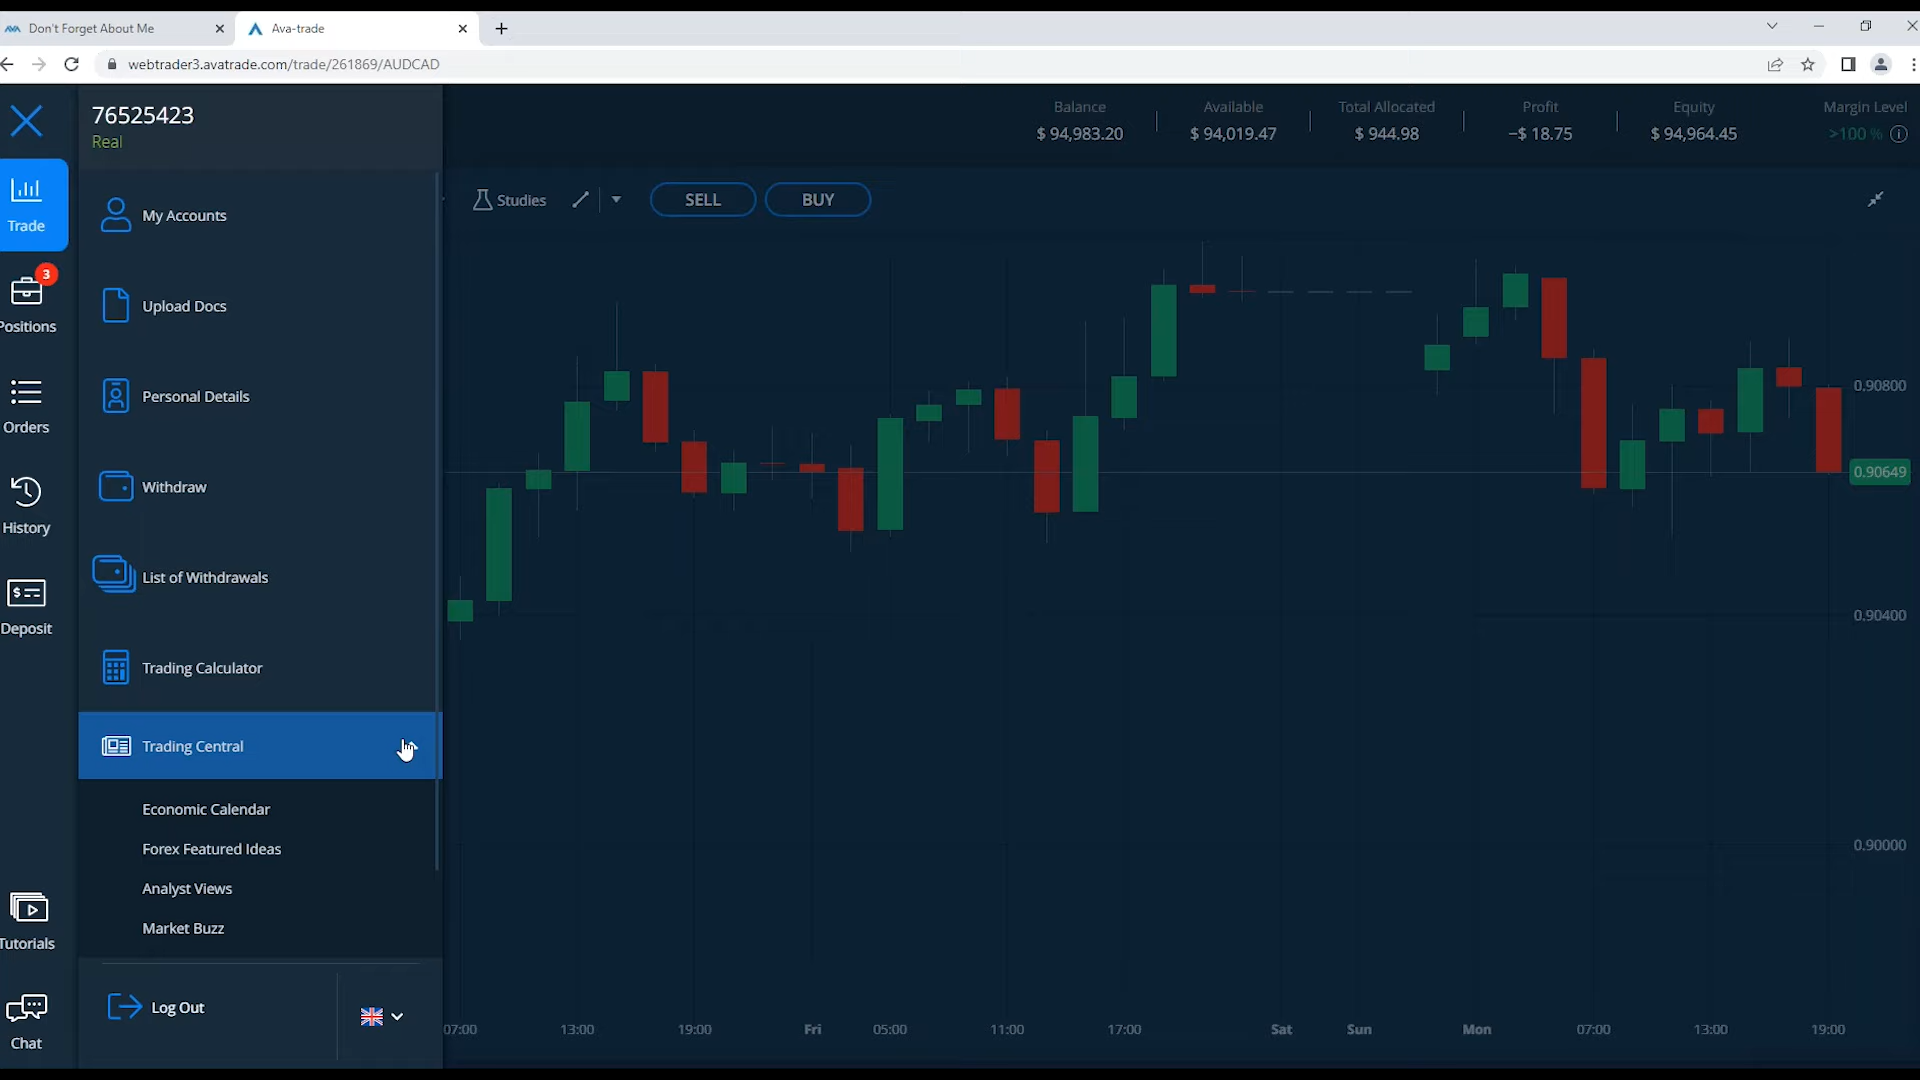 Don't Forget About Me
Ava-trade
webtrader3.avatrade.com/trade/261869/AUDCAD
76525423
Real
Balance
$ 94,983.20
Available
$ 94,019.47
Total Allocated
$ 944.98
Profit
-$ 18.75
Equity
$ 94,964.45
Margin Level
>100 %
Trade
3
Positions
Orders
History
Deposit
Tutorials
Chat
My Accounts
Upload Docs
Personal Details
Withdraw
List of Withdrawals
Trading Calculator
Trading Central
Economic Calendar
Forex Featured Ideas
Analyst Views
Market Buzz
Log Out
Studies
SELL
BUY
0.90800
0.90649
0.90400
0.90000
07:00
13:00
19:00
Fri
05:00
11:00
17:00
Sat
Sun
Mon
07:00
13:00
19:00